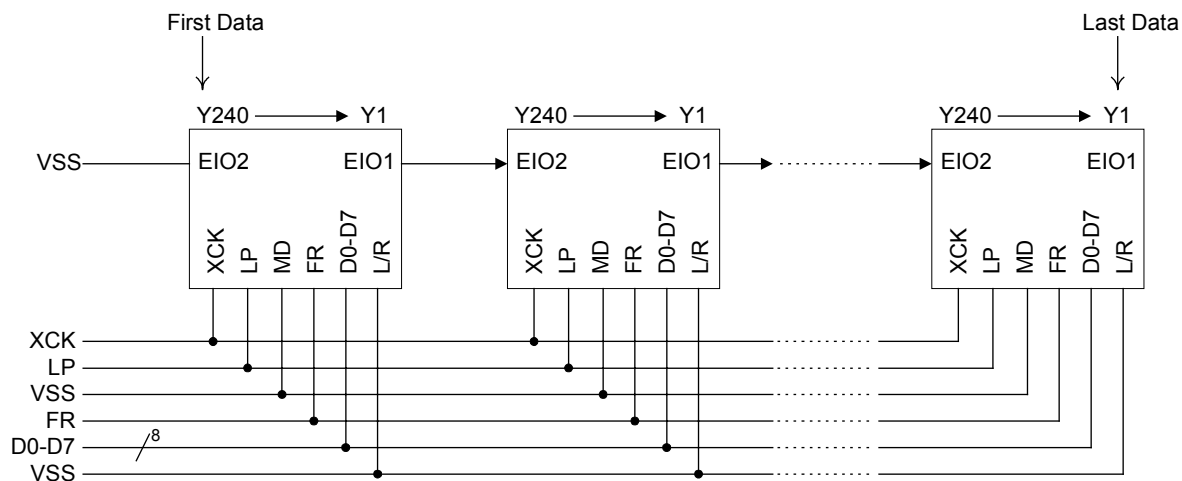 First Data Last Data
Y240 Y1 Y240 Y1 Y240 Y1
VSS EIO2 EIO1 EIO2 EIO1 EIO2 EIO1
XCK LP MD FR D0-D7 L/R XCK LP MD FR D0-D7 L/R XCK LP MD FR D0-D7 L/R
XCK
LP
VSS
FR
D0-D7 8
VSS